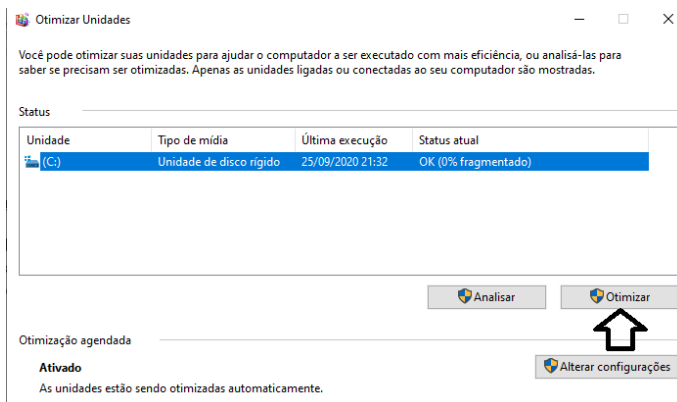 Otimizar Unidades
Você pode otimizar suas unidades para ajudar o computador a ser executado com mais eficiência, ou analisá-las para
saber se precisam ser otimizadas. Apenas as unidades ligadas ou conectadas ao seu computador são mostradas.
Status
Unidade Tipo de mídia Última execução Status atual
(C:) Unidade de disco rígido 25/09/2020 21:32 OK (0% fragmentado)
Analisar Otimizar
Otimização agendada
Ativado Alterar configurações
As unidades estão sendo otimizadas automaticamente.